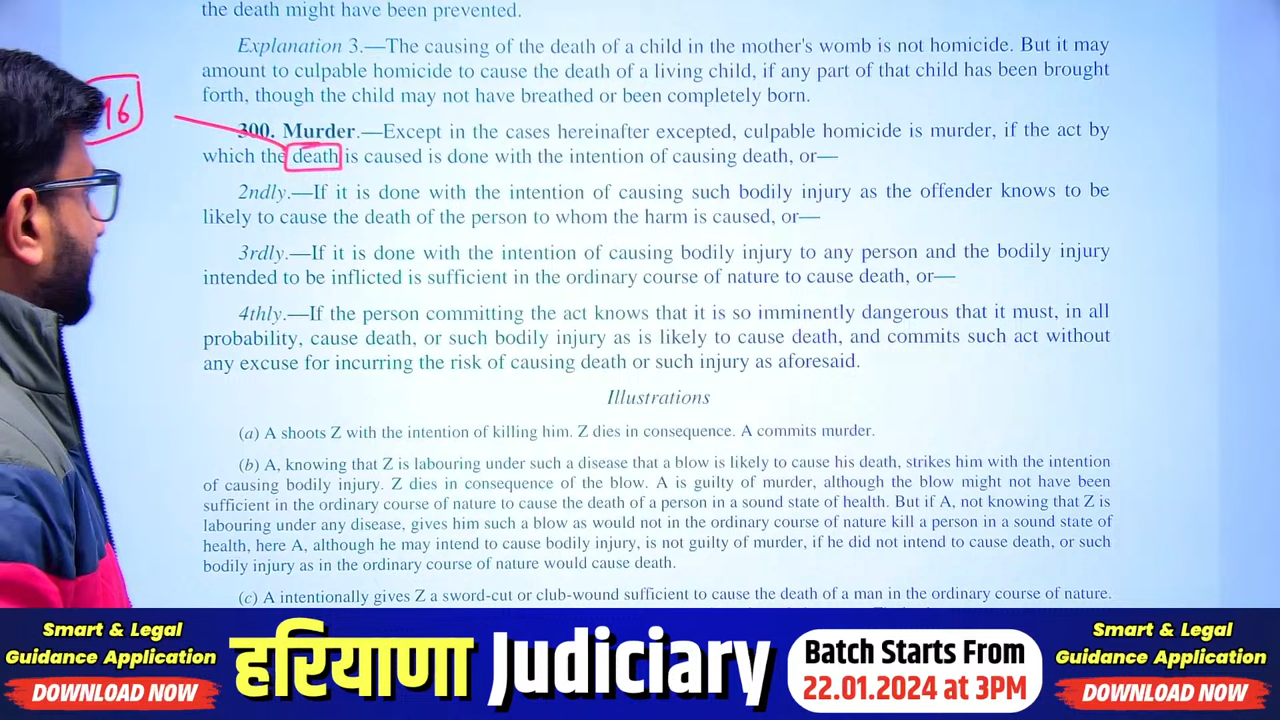 the death might have been prevented.
Explanation 3.—The causing of the death of a child in the mother's womb is not homicide. But it may
amount to culpable homicide to cause the death of a living child, if any part of that child has been brought
forth, though the child may not have breathed or been completely born.
16
300. Murder.—Except in the cases hereinafter excepted, culpable homicide is murder, if the act by
which the death is caused is done with the intention of causing death, or—
2ndly.—If it is done with the intention of causing such bodily injury as the offender knows to be
likely to cause the death of the person to whom the harm is caused, or—
3rdly.—If it is done with the intention of causing bodily injury to any person and the bodily injury
intended to be inflicted is sufficient in the ordinary course of nature to cause death, or—
4thly.—If the person committing the act knows that it is so imminently dangerous that it must, in all
probability, cause death, or such bodily injury as is likely to cause death, and commits such act without
any excuse for incurring the risk of causing death or such injury as aforesaid.
Illustrations
(a) A shoots Z with the intention of killing him. Z dies in consequence. A commits murder.
(b) A, knowing that Z is labouring under such a disease that a blow is likely to cause his death, strikes him with the intention
of causing bodily injury. Z dies in consequence of the blow. A is guilty of murder, although the blow might not have been
sufficient in the ordinary course of nature to cause the death of a person in a sound state of health. But if A, not knowing that Z is
labouring under any disease, gives him such a blow as would not in the ordinary course of nature kill a person in a sound state of
health, here A, although he may intend to cause bodily injury, is not guilty of murder, if he did not intend to cause death, or such
bodily injury as in the ordinary course of nature would cause death.
(c) A intentionally gives Z a sword-cut or club-wound sufficient to cause the death of a man in the ordinary course of nature.
Smart & Legal
Guidance Application
DOWNLOAD NOW
हरियाणा Judiciary
Batch Starts From
22.01.2024 at 3PM
Smart & Legal
Guidance Application
DOWNLOAD NOW